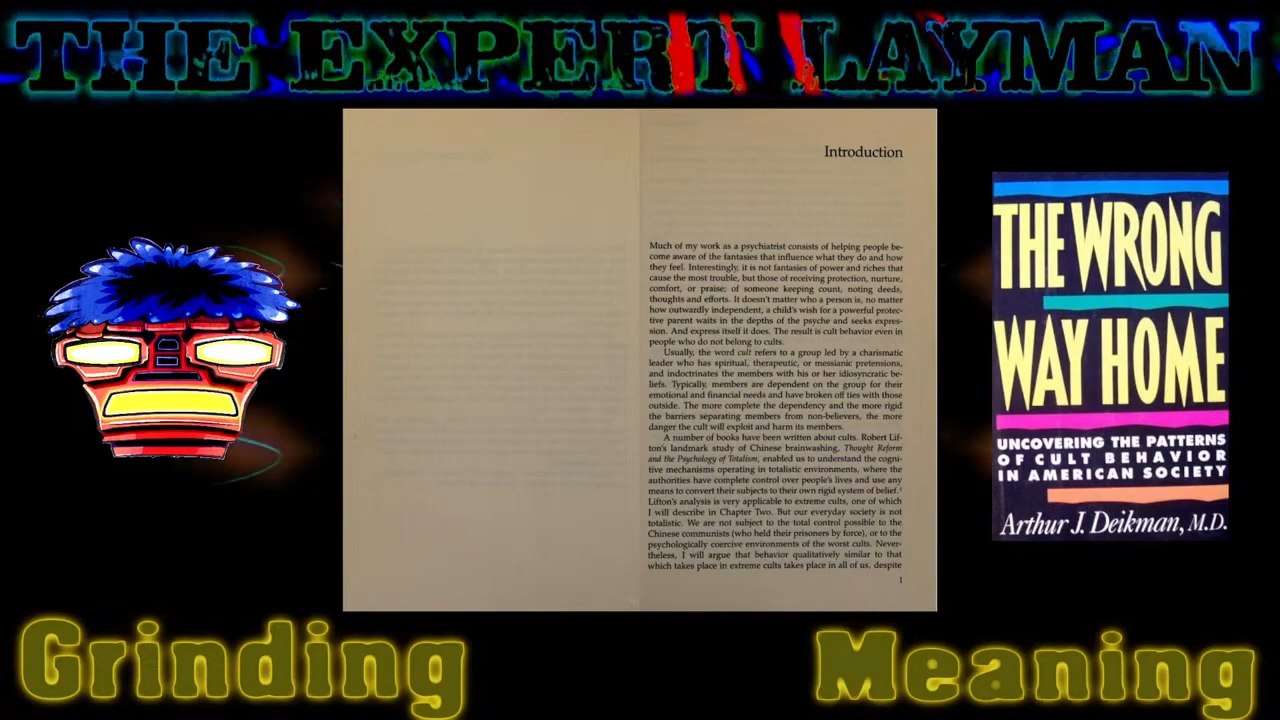 THE EXPERT LAYMAN
Introduction
Much of my work as a psychiatrist consists of helping people be-
come aware of the fantasies that influence what they do and how
they feel. Interestingly, it is not fantasies of power and riches that
cause the most trouble, but those of receiving protection, nurture,
comfort, or praise; of someone keeping count, noting deeds,
thoughts and efforts. It doesn't matter who a person is, no matter
how outwardly independent, a child's wish for a powerful protec-
tive parent waits in the depths of the psyche and seeks expres-
sion. And express itself it does. The result is cult behavior even in
people who do not belong to cults.
Usually, the word cult refers to a group led by a charismatic
leader who has spiritual, therapeutic, or messianic pretensions,
and indoctrinates the members with his or her idiosyncratic be-
liefs. Typically, members are dependent on the group for their
emotional and financial needs and have broken off ties with those
outside. The more complete the dependency and the more rigid
the barriers separating members from non-believers, the more
danger the cult will exploit and harm its members.
A number of books have been written about cults. Robert Lif-
ton's landmark study of Chinese brainwashing, Thought Reform
and the Psychology of Totalism, enabled us to understand the cogni-
tive mechanisms operating in totalistic environments, where the
authorities have complete control over people's lives and use any
means to convert their subjects to their own rigid system of belief.¹
Lifton's analysis is very applicable to extreme cults, one of which
I will describe in Chapter Two. But our everyday society is not
totalistic. We are not subject to the total control possible to the
Chinese communists (who held their prisoners by force), or to the
psychologically coercive environments of the worst cults. Never-
theless, I will argue that behavior qualitatively similar to that
which takes place in extreme cults takes place in all of us, despite
1
THE WRONG
WAY HOME
UNCOVERING THE PATTERNS
OF CULT BEHAVIOR
IN AMERICAN SOCIETY
Arthur J. Deikman, M.D.
Grinding
Meaning